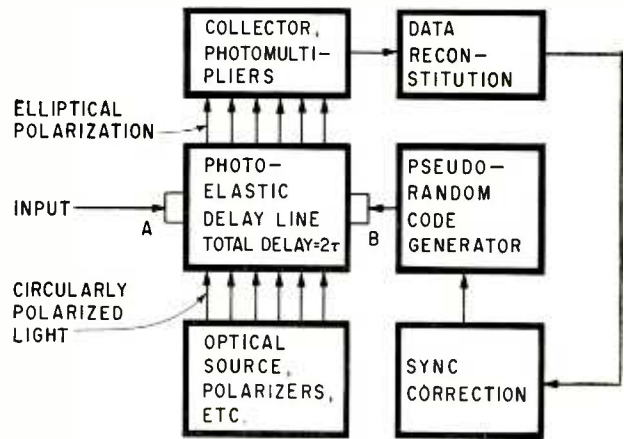 COLLECTOR,
PHOTOMULTI-
PLIERS
DATA
RECON-
STITUTION
ELLIPTICAL
POLARIZATION
PHOTO-
ELASTIC
DELAY LINE
TOTAL DELAY=2τ
PSEUDO-
RANDOM
CODE
GENERATOR
INPUT
A
B
CIRCULARLY
POLARIZED
LIGHT
OPTICAL
SOURCE,
POLARIZERS,
ETC.
SYNC
CORRECTION